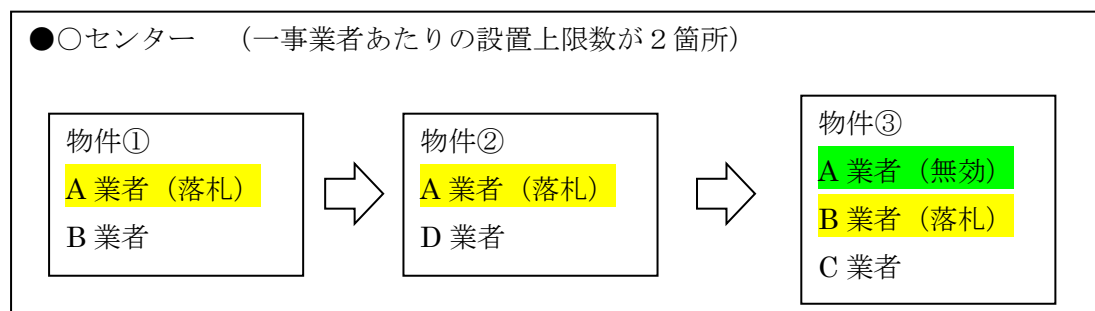 ●○センター　（一事業者あたりの設置上限数が２箇所）
物件①
A 業者（落札）
B 業者
物件②
A 業者（落札）
D 業者
物件③
A 業者（無効）
B 業者（落札）
C 業者